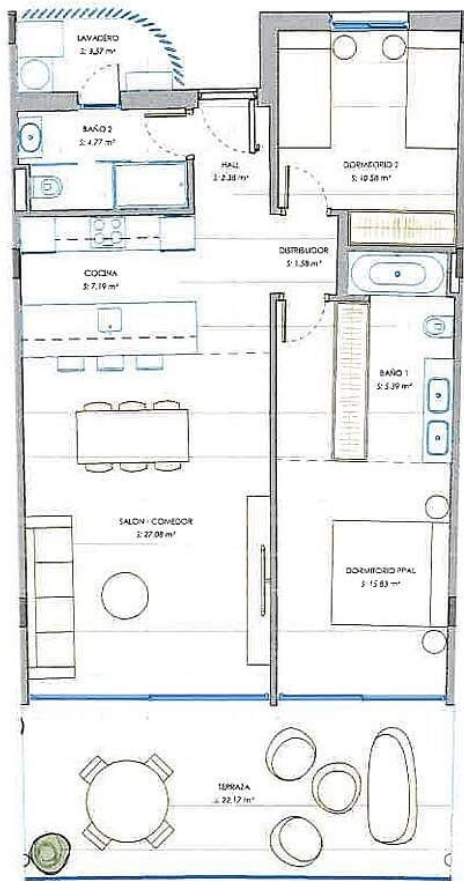 LAVADERO
S: 3,57 m²
BAÑO 2
S: 4.77 m²
HALL
S: 2.38 m²
DORMITORIO 2
S: 10.58 m²
DISTRIBUIDOR
S: 1.58 m²
COCINA
S: 7.19 m²
BAÑO 1
S: 5.39 m²
SALON - COMEDOR
S: 27.08 m²
DORMITORIO PPAL
S: 15.83 m²
TERRAZA
S: 22.17 m²